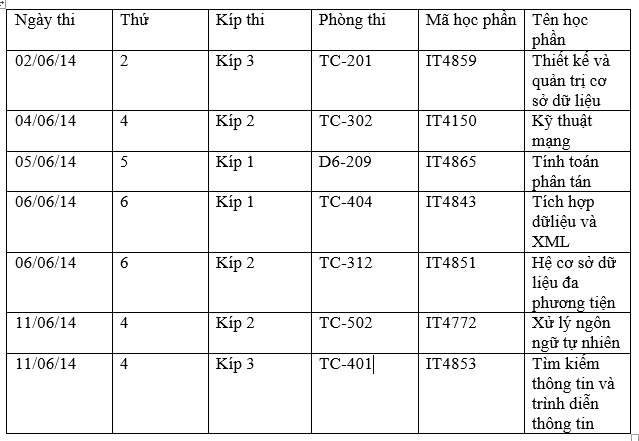 Ngày thi Thứ Kíp thi Phòng thi Mã học phần Tên học
phần
02/06/14 2 Kíp 3 TC-201 IT4859 Thiết kế và
quản trị cơ
sở dữ liệu
04/06/14 4 Kíp 2 TC-302 IT4150 Kỹ thuật
mạng
05/06/14 5 Kíp 1 D6-209 IT4865 Tính toán
phân tán
06/06/14 6 Kíp 1 TC-404 IT4843 Tích hợp
dữliệu và
XML
06/06/14 6 Kíp 2 TC-312 IT4851 Hệ cơ sở dữ
liệu đa
phương tiện
11/06/14 4 Kíp 2 TC-502 IT4772 Xử lý ngôn
ngữ tự nhiên
11/06/14 4 Kíp 3 TC-401 IT4853 Tìm kiếm
thông tin và
trình diễn
thông tin